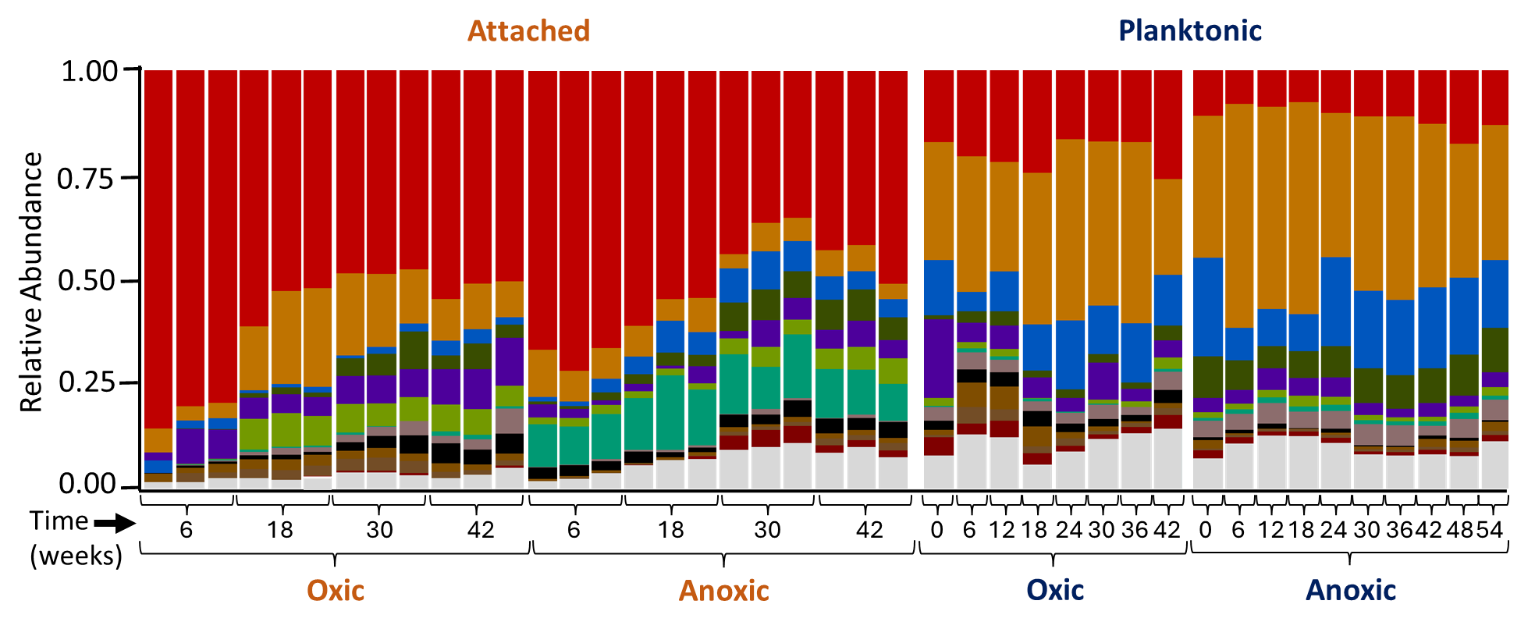 Attached Planktonic
1.00
0.75
0.50
0.25
0.00
Relative Abundance
Time 6 18 30 42 6 18 30 42 0 6 12 18 24 30 36 42 0 6 12 18 24 30 36 42 48 54
(weeks)
Oxic Anoxic Oxic Anoxic